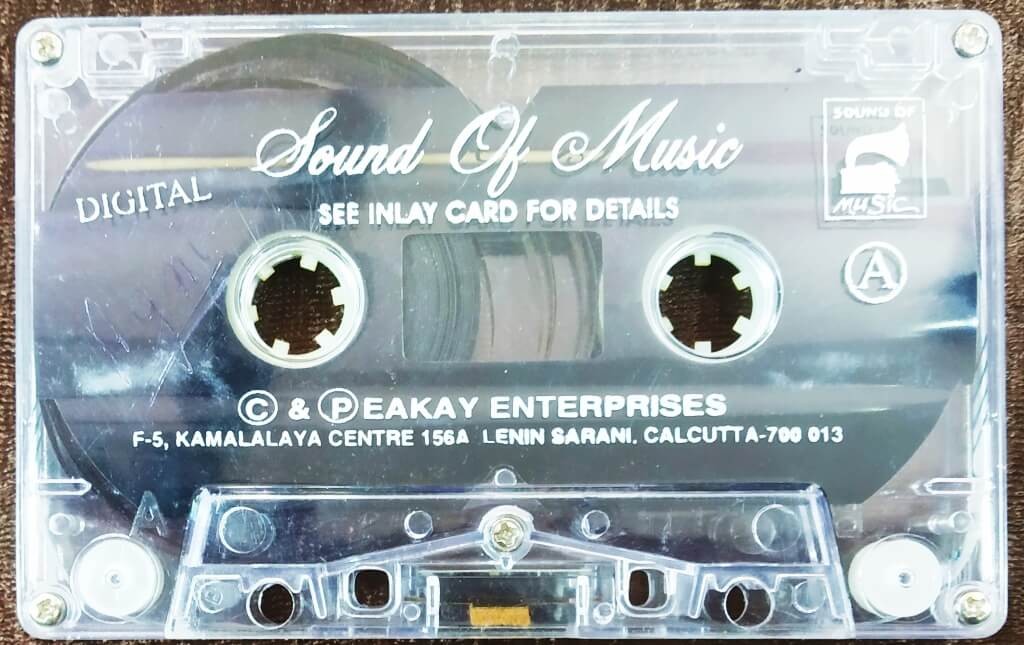 Sound Of Music
DIGITAL
SEE INLAY CARD FOR DETAILS
SOUND OF
MUSIC
A
© & ⓅEAKAY ENTERPRISES
F-5, KAMALALAYA CENTRE 156A LENIN SARANI. CALCUTTA-700 013
A